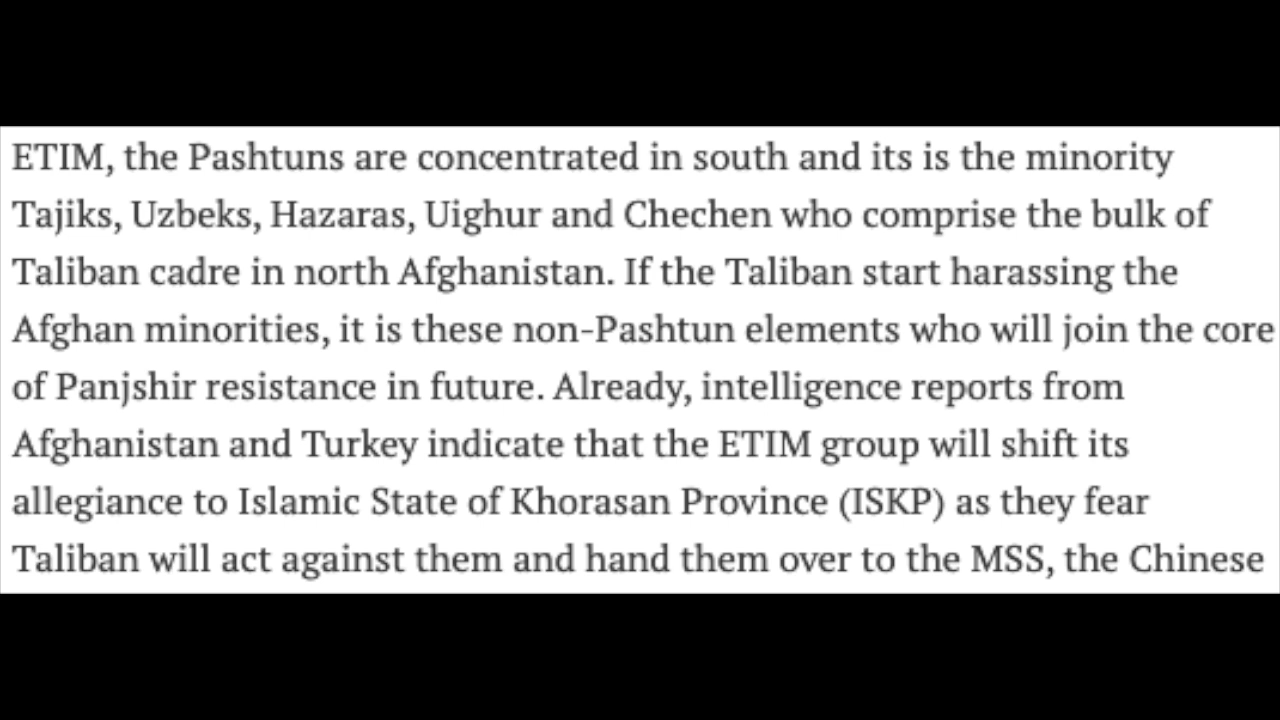 ETIM, the Pashtuns are concentrated in south and its is the minority
Tajiks, Uzbeks, Hazaras, Uighur and Chechen who comprise the bulk of
Taliban cadre in north Afghanistan. If the Taliban start harassing the
Afghan minorities, it is these non-Pashtun elements who will join the core
of Panjshir resistance in future. Already, intelligence reports from
Afghanistan and Turkey indicate that the ETIM group will shift its
allegiance to Islamic State of Khorasan Province (ISKP) as they fear
Taliban will act against them and hand them over to the MSS, the Chinese